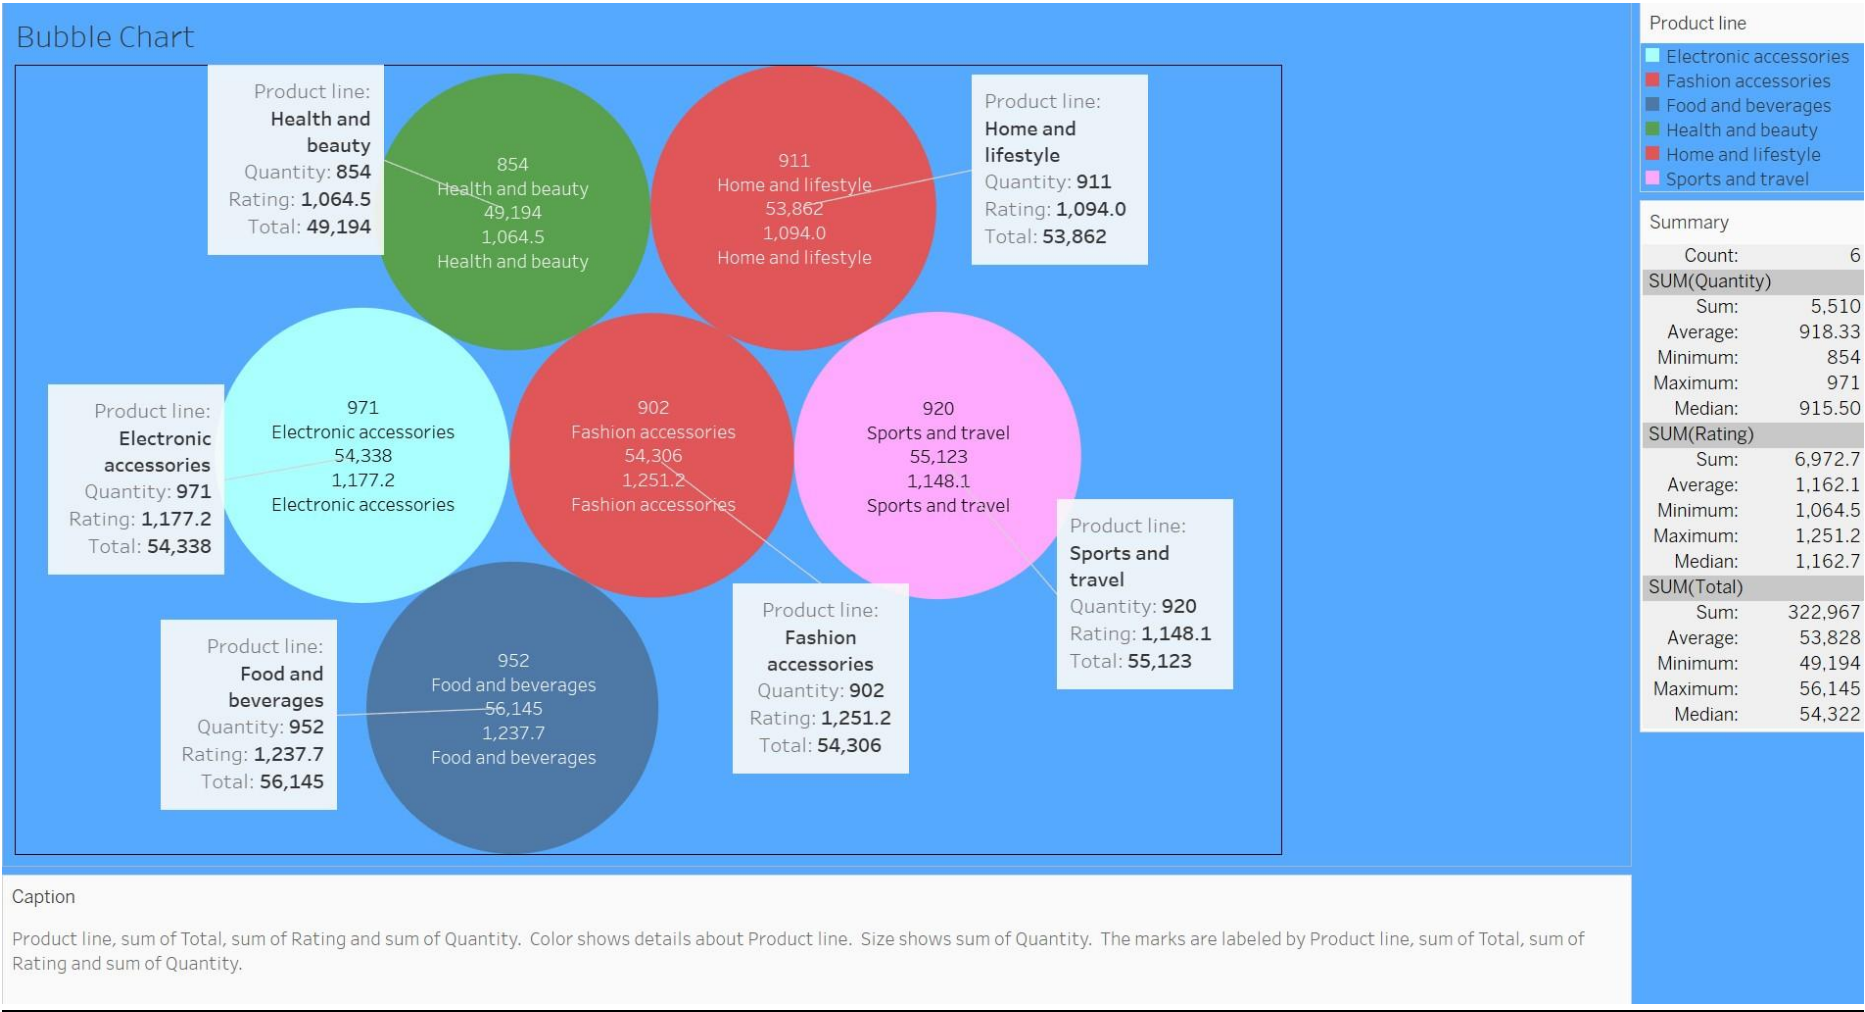 Bubble Chart
Product line:
Health and
beauty
Quantity: 854
Rating: 1,064.5
Total: 49,194
854
Health and beauty
49,194
1,064.5
Health and beauty
911
Home and lifestyle
53,862
1,094.0
Home and lifestyle
Product line:
Home and
lifestyle
Quantity: 911
Rating: 1,094.0
Total: 53,862
Product line:
Electronic
accessories
Quantity: 971
Rating: 1,177.2
Total: 54,338
971
Electronic accessories
54,338
1,177.2
Electronic accessories
902
Fashion accessories
54,306
1,251.2
Fashion accessories
920
Sports and travel
55,123
1,148.1
Sports and travel
Product line:
Sports and
travel
Quantity: 920
Rating: 1,148.1
Total: 55,123
Product line:
Food and
beverages
Quantity: 952
Rating: 1,237.7
Total: 56,145
952
Food and beverages
56,145
1,237.7
Food and beverages
Product line:
Fashion
accessories
Quantity: 902
Rating: 1,251.2
Total: 54,306
Product line
Electronic accessories
Fashion accessories
Food and beverages
Health and beauty
Home and lifestyle
Sports and travel
Summary
Count: 6
SUM(Quantity)
Sum: 5,510
Average: 918.33
Minimum: 854
Maximum: 971
Median: 915.50
SUM(Rating)
Sum: 6,972.7
Average: 1,162.1
Minimum: 1,064.5
Maximum: 1,251.2
Median: 1,162.7
SUM(Total)
Sum: 322,967
Average: 53,828
Minimum: 49,194
Maximum: 56,145
Median: 54,322
Caption
Product line, sum of Total, sum of Rating and sum of Quantity. Color shows details about Product line. Size shows sum of Quantity. The marks are labeled by Product line, sum of Total, sum of
Rating and sum of Quantity.